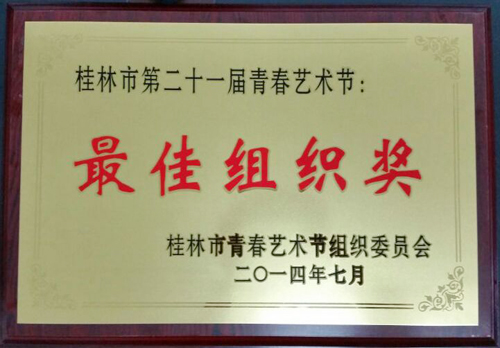 桂林市第二十一届青春艺术节:
最佳组织奖
桂林市青春艺术节组织委员会
二〇一四年七月